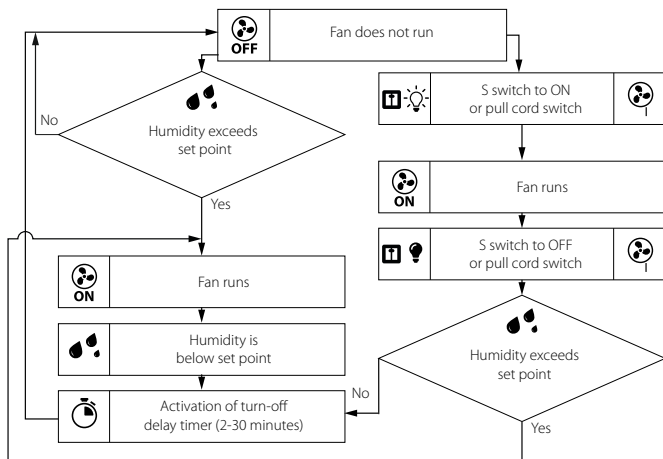 OFF
Fan does not run
S switch to ON
or pull cord switch
No
Humidity exceeds
set point
Yes
ON
Fan runs
S switch to OFF
or pull cord switch
ON
Fan runs
Humidity is
below set point
Humidity exceeds
set point
No
Activation of turn-off
delay timer (2-30 minutes)
Yes